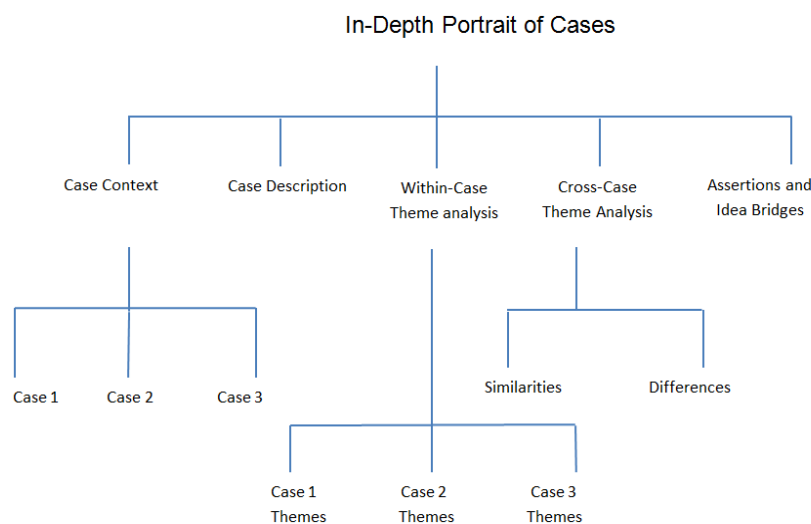 In-Depth Portrait of Cases
Case Context
Case Description
Within-Case
Theme analysis
Cross-Case
Theme Analysis
Assertions and
Idea Bridges
Case 1
Case 2
Case 3
Similarities
Differences
Case 1
Themes
Case 2
Themes
Case 3
Themes